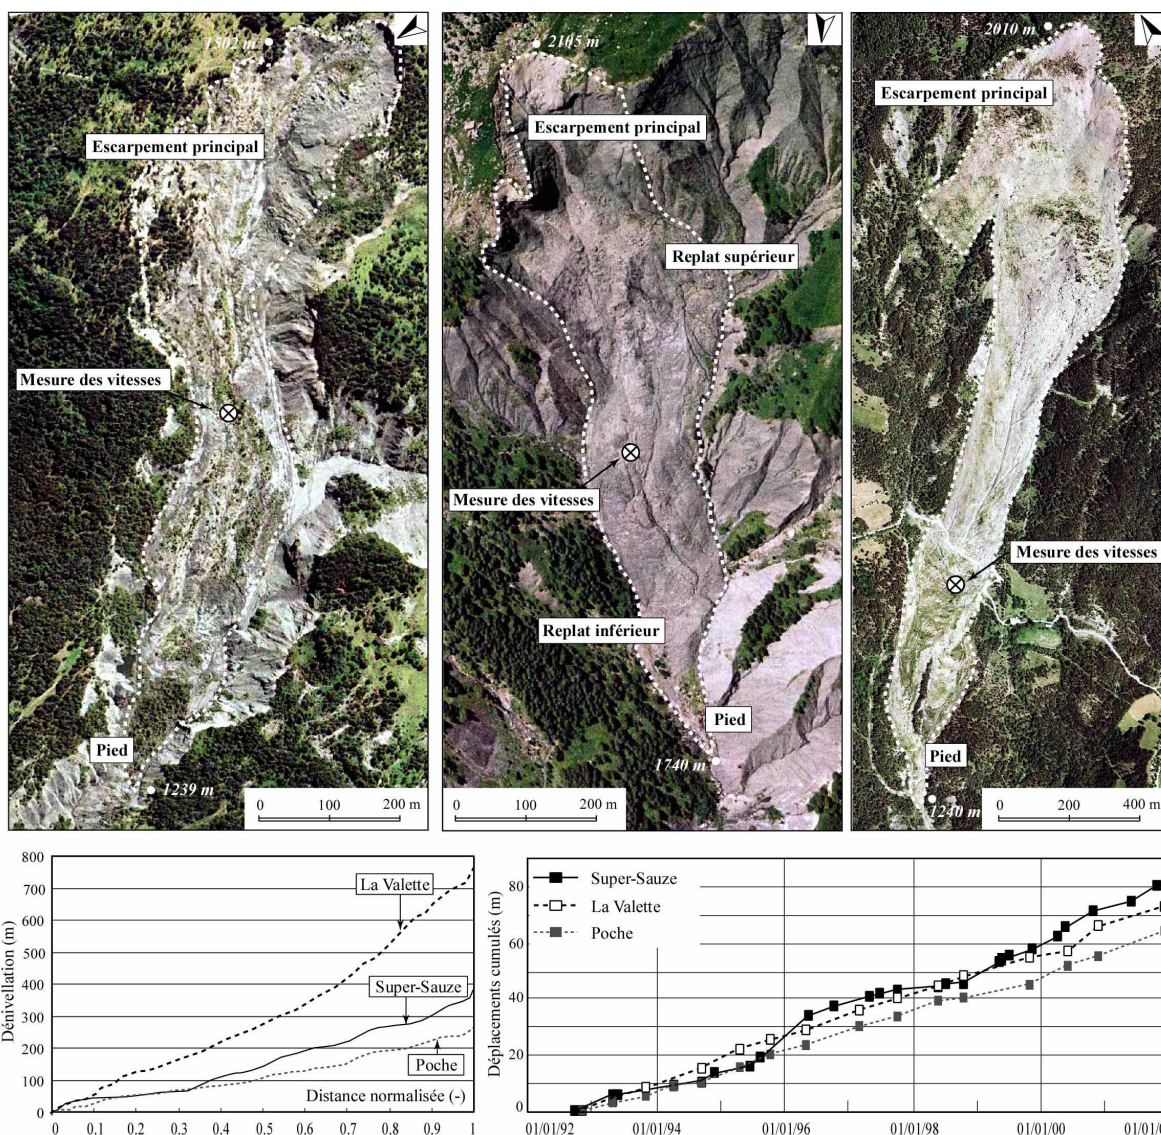 1502 m
Escarpement principal
Mesure des vitesses
Pied
1239 m
0 100 200 m
2105 m
Escarpement principal
Replat supérieur
Mesure des vitesses
Replat inférieur
Pied
1740 m
0 100 200 m
2010 m
Escarpement principal
Mesure des vitesses
Pied
1240 m
0 200 400 m
Dénivellation (m)
800
700
600
500
400
300
200
100
0
La Valette
Super-Sauze
Poche
Distance normalisée (-)
0 0.1 0.2 0.3 0.4 0.5 0.6 0.7 0.8 0.9 1
Déplacements cumulés (m)
80
60
40
20
0
Super-Sauze
La Valette
Poche
01/01/92 01/01/94 01/01/96 01/01/98 01/01/00